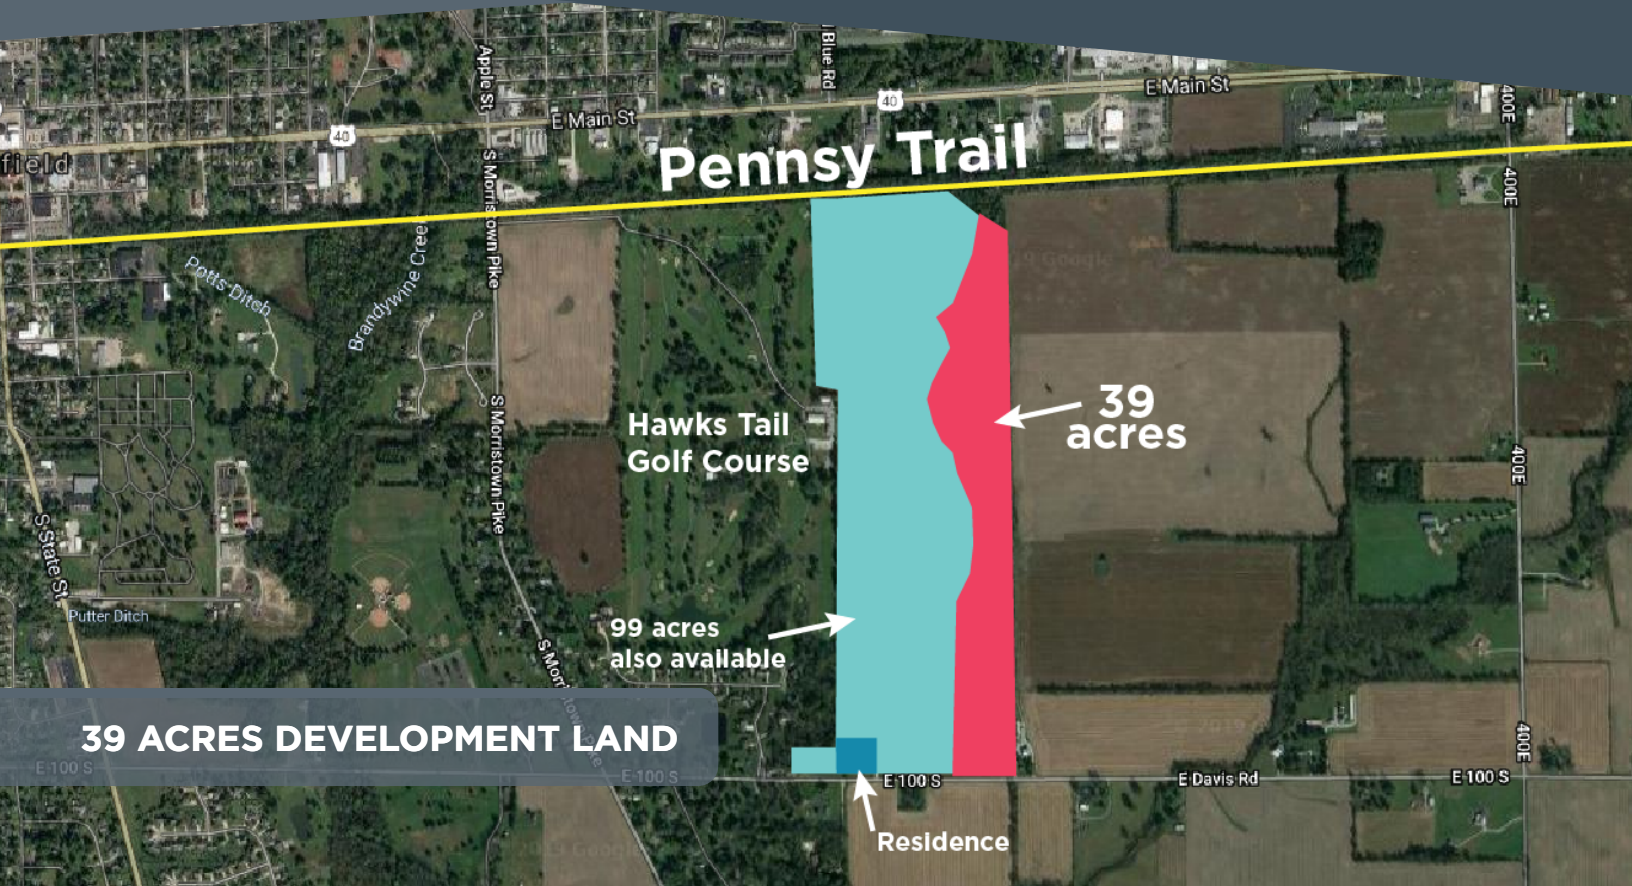 Apple St
Blue Rd
E Main St
40
E Main St
400E
40
field
Pennsy Trail
S Morristown Pike
400E
Brandywine Creek
Potts Ditch
39
acres
Hawks Tail
Golf Course
S Morristown Pike
400E
S State St
Putter Ditch
99 acres
also available
39 ACRES DEVELOPMENT LAND
400E
E 100 S
E 100 S
E 100 S
E Davis Rd
E 100 S
Residence